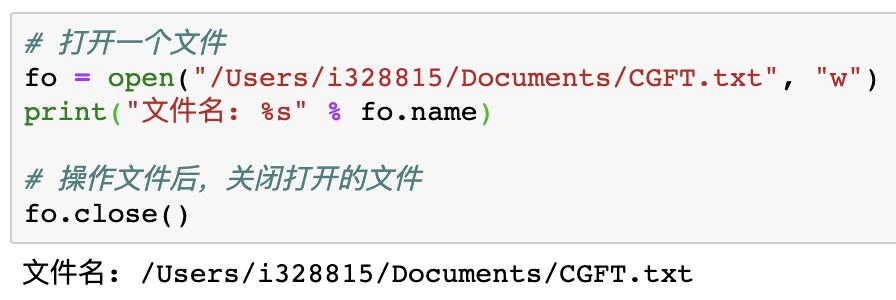 # 打开一个文件
fo = open("/Users/i328815/Documents/CGFT.txt", "w")
print("文件名: %s" % fo.name)
# 操作文件后，关闭打开的文件
fo.close()
文件名: /Users/i328815/Documents/CGFT.txt